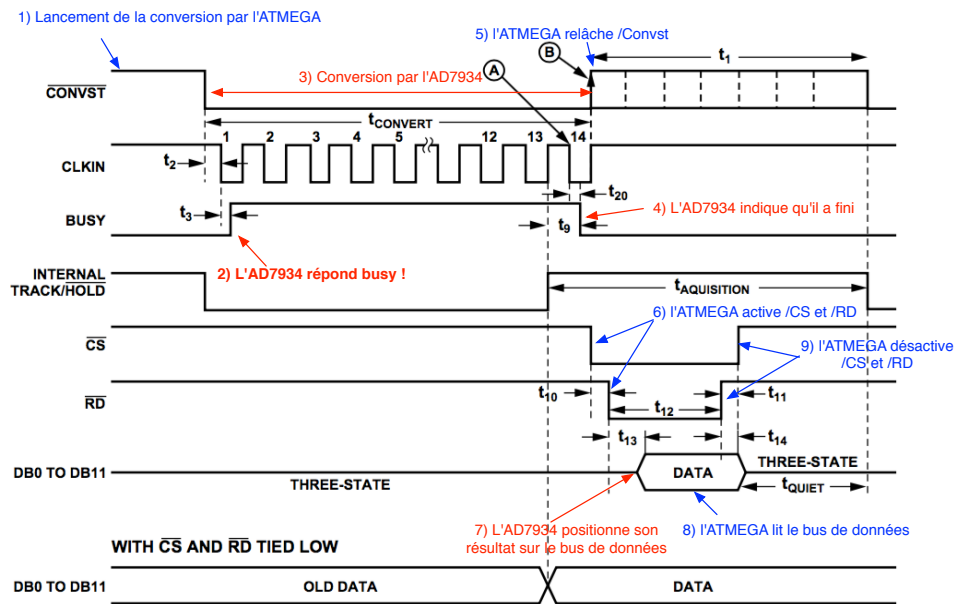 1) Lancement de la conversion par l'ATMEGA
5) l'ATMEGA relâche /Convst
B
t1
3) Conversion par l'AD7934
A
CONVST
tCONVERT
1 2 3 4 5 12 13 14
t2
CLKIN
t20
t3
BUSY
t9
4) L'AD7934 indique qu'il a fini
2) L'AD7934 répond busy !
INTERNAL
TRACK/HOLD
tAQUISITION
6) l'ATMEGA active /CS et /RD
CS
9) l'ATMEGA désactive
/CS et /RD
RD
t10
t12
t11
t13
t14
DB0 TO DB11
THREE-STATE
DATA
THREE-STATE
tQUIET
7) L'AD7934 positionne son
résultat sur le bus de données
8) l'ATMEGA lit le bus de données
WITH CS AND RD TIED LOW
DB0 TO DB11
OLD DATA
DATA